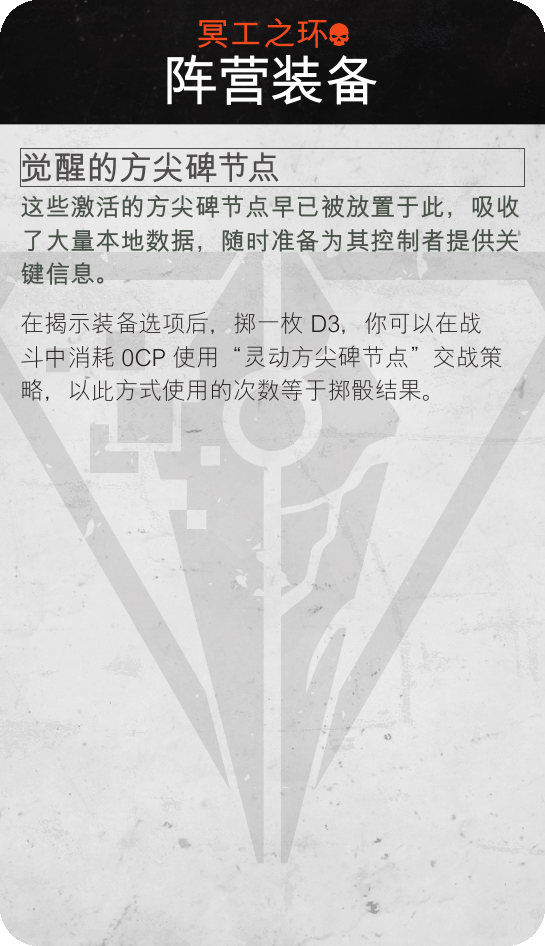 冥工之环
阵营装备
觉醒的方尖碑节点
这些激活的方尖碑节点早已被放置于此，吸收
了大量本地数据，随时准备为其控制者提供关
键信息。
在揭示装备选项后，掷一枚 D3，你可以在战
斗中消耗 0CP 使用“灵动方尖碑节点”交战策
略，以此方式使用的次数等于掷骰结果。